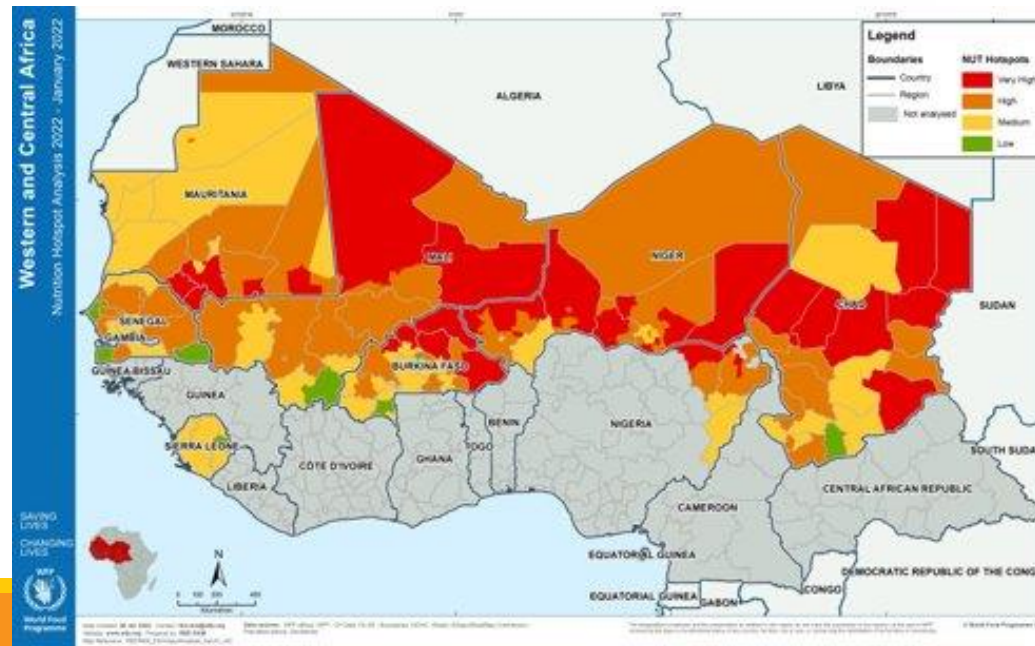 Western and Central Africa
Nutrition Hotspot Analysis 2022 - January 2022
SAVING
LIVES
CHANGING
LIVES
WFP
World Food
Programme
MOROCCO
WESTERN SAHARA
ALGERIA
LIBYA
MAURITANIA
MALI
NIGER
CHAD
SUDAN
SENEGAL
GAMBIA
GUINEA-BISSAU
GUINEA
SIERRA LEONE
LIBERIA
CÔTE D'IVOIRE
BURKINA FASO
GHANA
TOGO
BENIN
NIGERIA
CAMEROON
CENTRAL AFRICAN REPUBLIC
SOUTH SUDA
EQUATORIAL GUINEA
EQUATORIAL GUINEA
GABON
CONGO
DEMOCRATIC REPUBLIC OF THE CONG
N
Legend
Boundaries
Country
Region
Not analysed
NUT Hotspots
Very High
High
Medium
Low